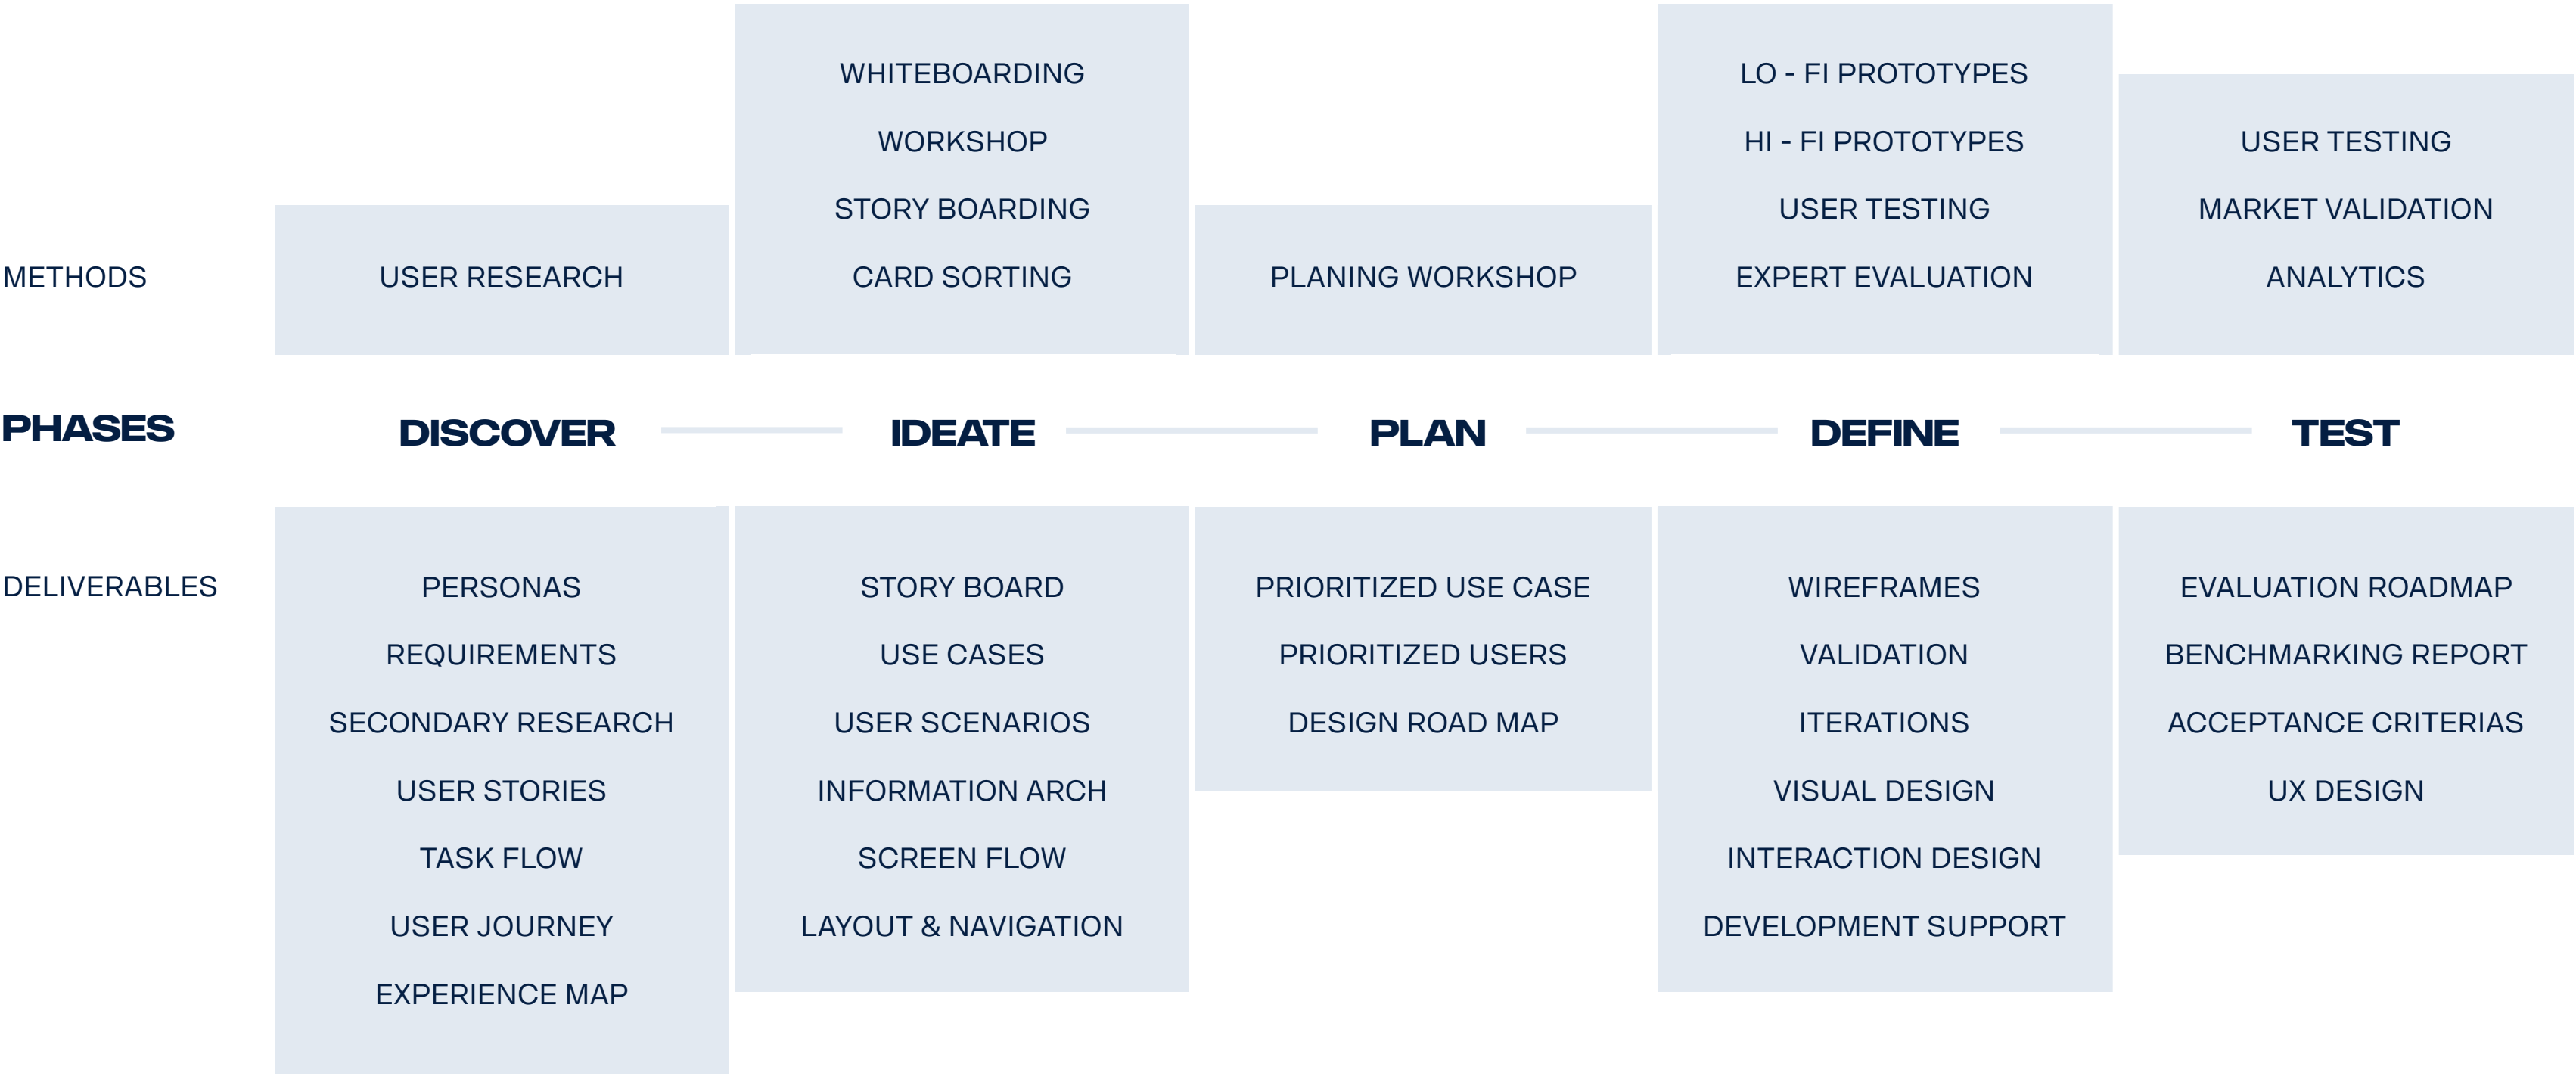 METHODS
USER RESEARCH
WHITEBOARDING
WORKSHOP
STORY BOARDING
CARD SORTING
PLANING WORKSHOP
LO - FI PROTOTYPES
HI - FI PROTOTYPES
USER TESTING
EXPERT EVALUATION
USER TESTING
MARKET VALIDATION
ANALYTICS
PHASES
DISCOVER
IDEATE
PLAN
DEFINE
TEST
DELIVERABLES
PERSONAS
REQUIREMENTS
SECONDARY RESEARCH
USER STORIES
TASK FLOW
USER JOURNEY
EXPERIENCE MAP
STORY BOARD
USE CASES
USER SCENARIOS
INFORMATION ARCH
SCREEN FLOW
LAYOUT & NAVIGATION
PRIORITIZED USE CASE
PRIORITIZED USERS
DESIGN ROAD MAP
WIREFRAMES
VALIDATION
ITERATIONS
VISUAL DESIGN
INTERACTION DESIGN
DEVELOPMENT SUPPORT
EVALUATION ROADMAP
BENCHMARKING REPORT
ACCEPTANCE CRITERIAS
UX DESIGN